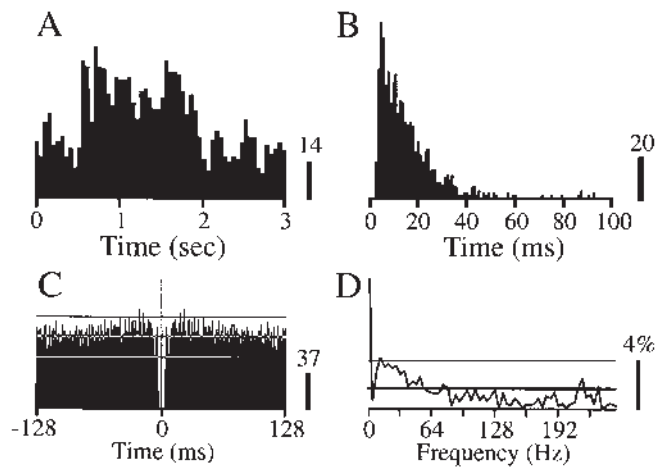 A
14
0 1 2 3
Time (sec)
B
20
0 20 40 60 80 100
Time (ms)
C
37
-128 0 128
Time (ms)
D
4%
0 64 128 192
Frequency (Hz)